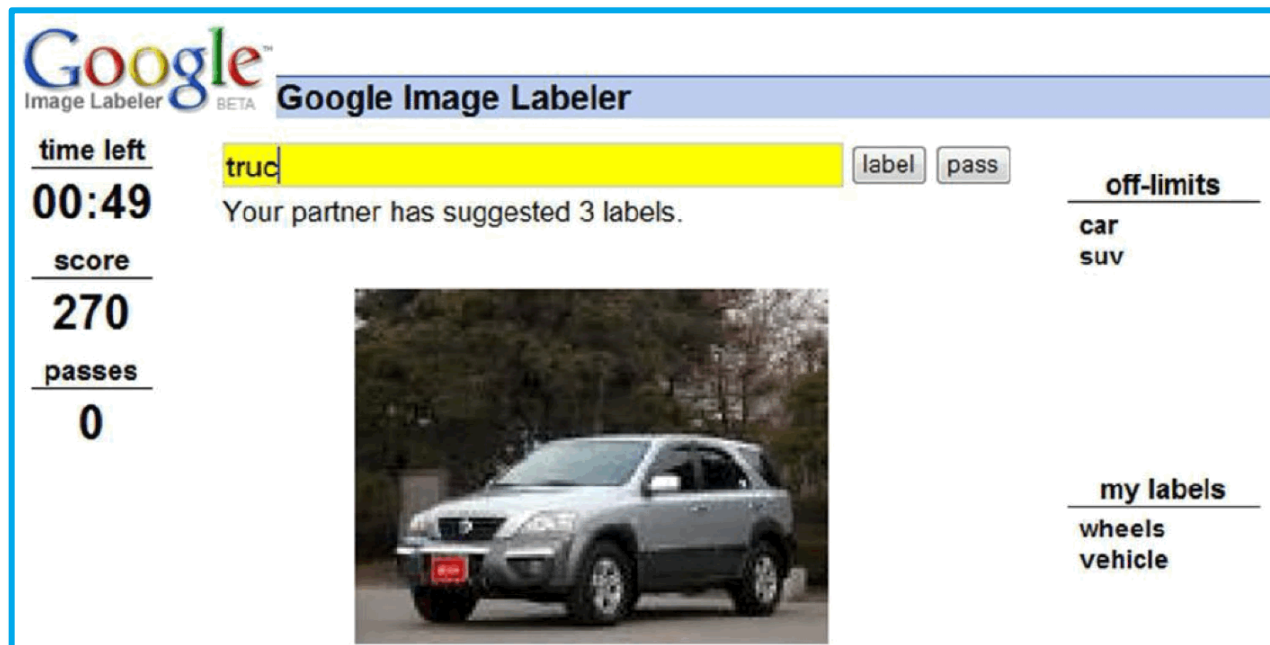 Google™
Image Labeler BETA
Google Image Labeler
time left
00:49
score
270
passes
0
truc
label
pass
Your partner has suggested 3 labels.
off-limits
car
suv
my labels
wheels
vehicle